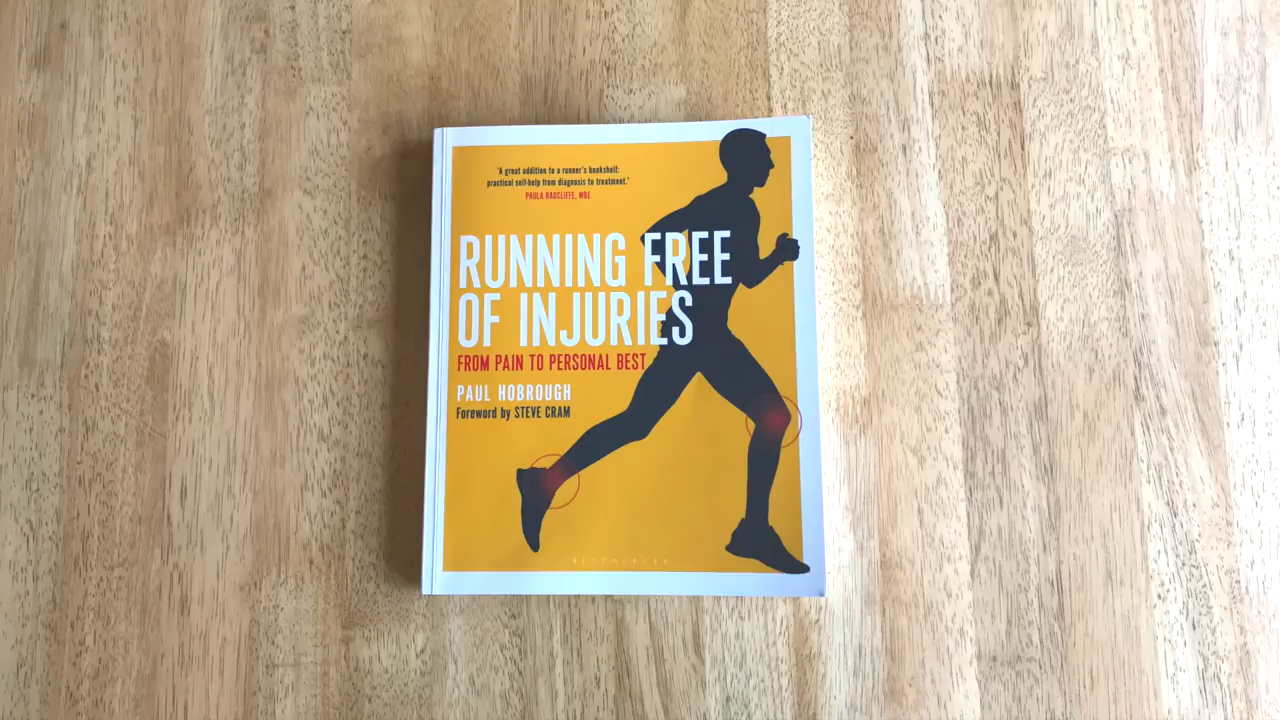 'A great addition to a runner's bookshelf:
practical self-help from diagnosis to treatment.'
PAULA RADCLIFFE, MBE
RUNNING FREE
OF INJURIES
FROM PAIN TO PERSONAL BEST
PAUL HOBROUGH
Foreword by STEVE CRAM
BLOOMSBURY